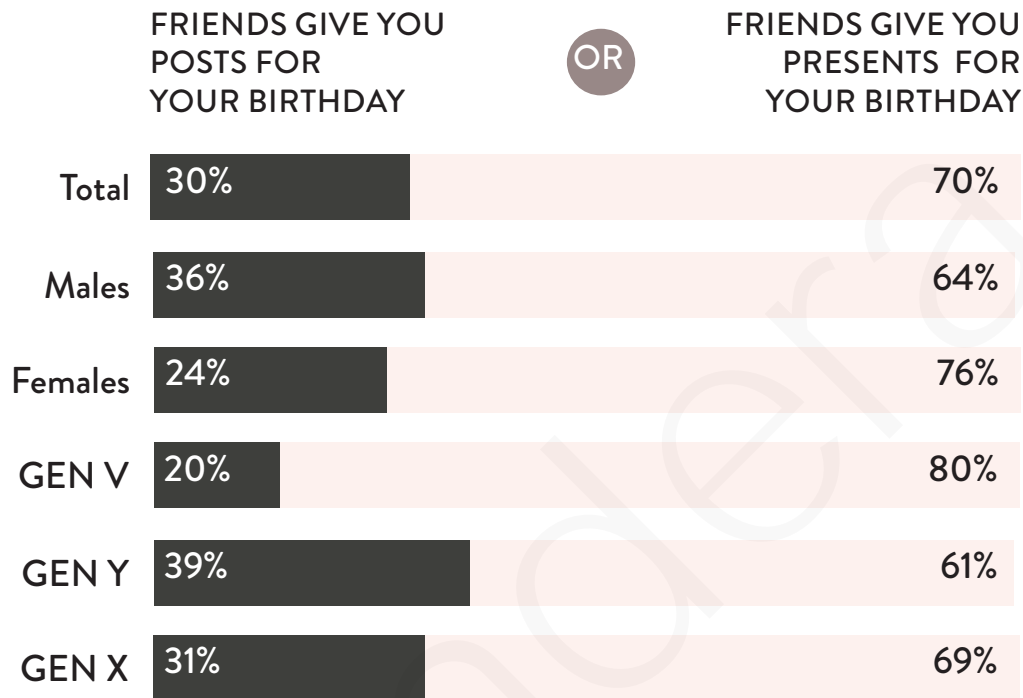 FRIENDS GIVE YOU
POSTS FOR
YOUR BIRTHDAY
OR
FRIENDS GIVE YOU
PRESENTS FOR
YOUR BIRTHDAY
Total 30% 70%
Males 36% 64%
Females 24% 76%
GEN V 20% 80%
GEN Y 39% 61%
GEN X 31% 69%